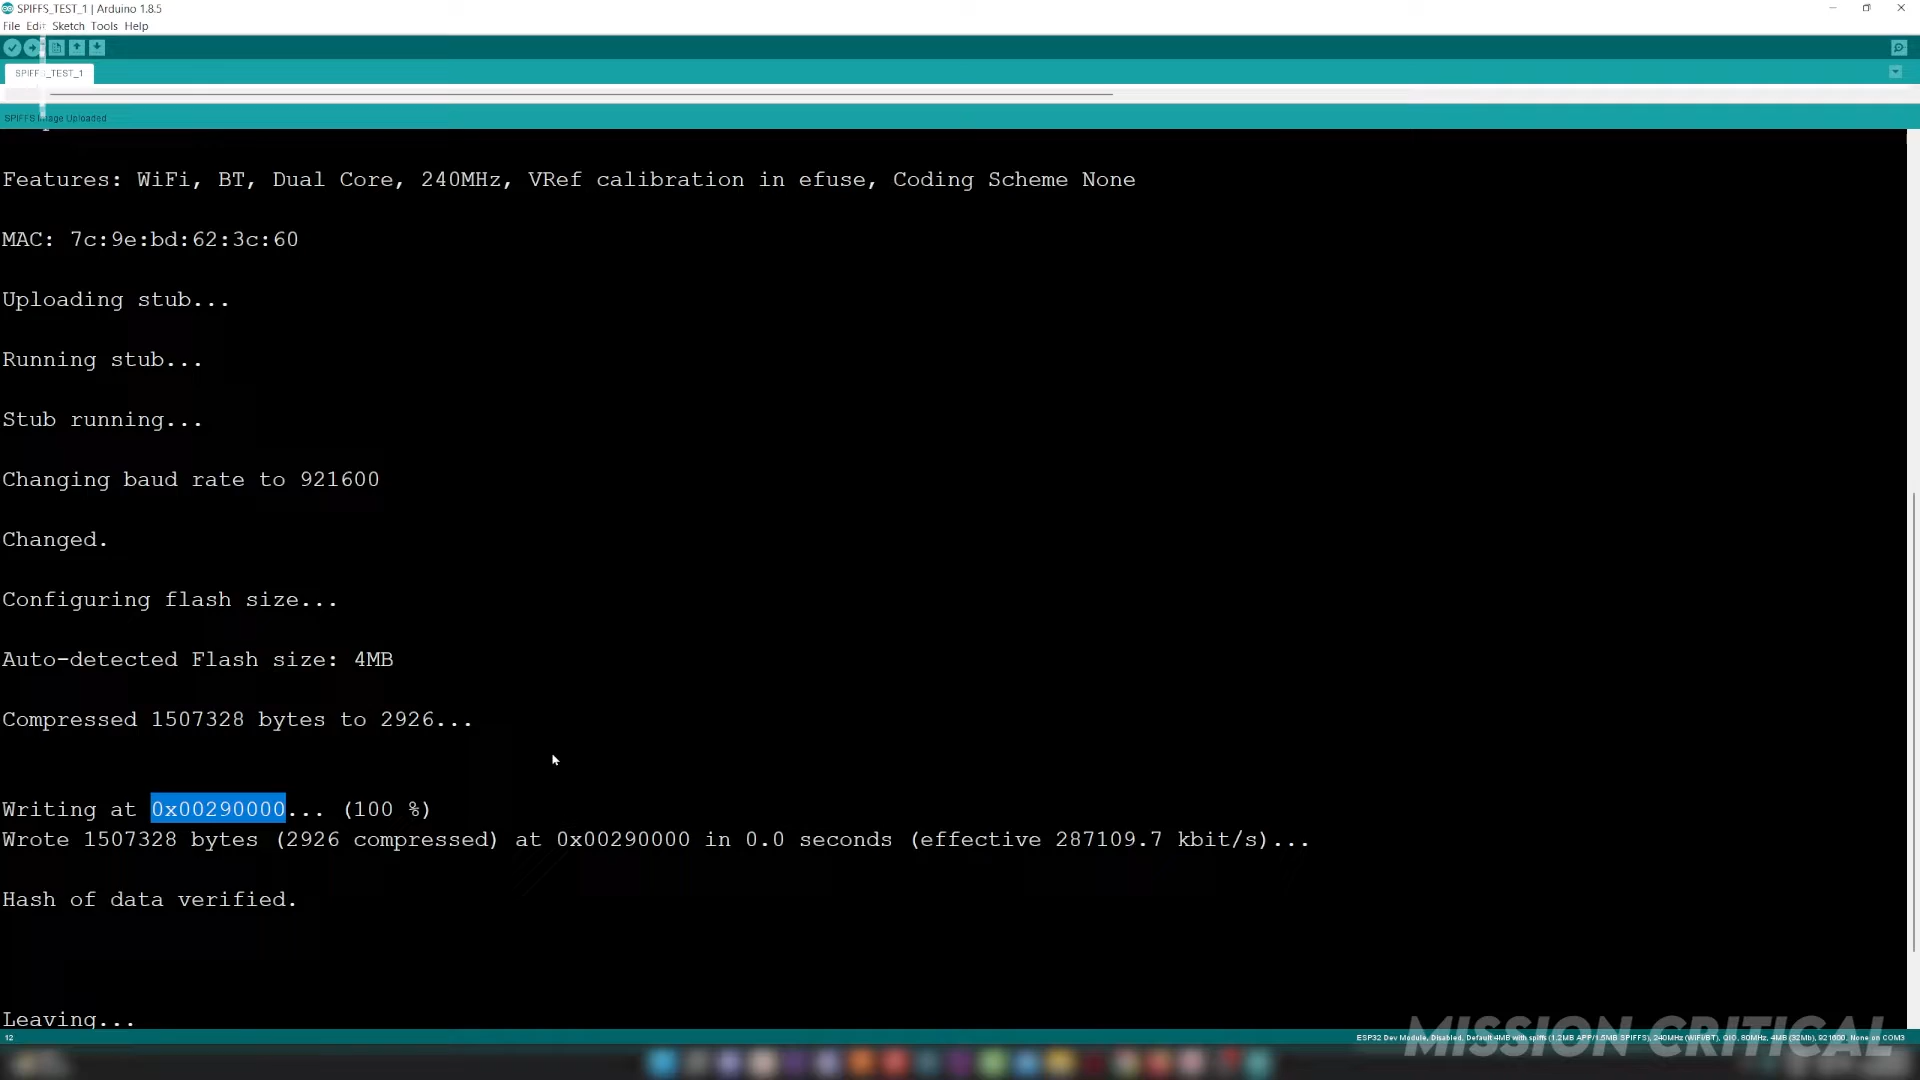 SPIFFS_TEST_1 | Arduino 1.8.5
File Edit Sketch Tools Help
SPIFFS_TEST_1
SPIFFS Image Uploaded
Features: WiFi, BT, Dual Core, 240MHz, VRef calibration in efuse, Coding Scheme None
MAC: 7c:9e:bd:62:3c:60
Uploading stub...
Running stub...
Stub running...
Changing baud rate to 921600
Changed.
Configuring flash size...
Auto-detected Flash size: 4MB
Compressed 1507328 bytes to 2926...
Writing at 0x00290000... (100 %)
Wrote 1507328 bytes (2926 compressed) at 0x00290000 in 0.0 seconds (effective 287109.7 kbit/s)...
Hash of data verified.
Leaving...
12
ESP32 Dev Module, Disabled, Default 4MB with spiffs (1.2MB APP/1.5MB SPIFFS), 240MHz (WiFi/BT), QIO, 80MHz, 4MB (32Mb), 921600, None on COM3
MISSION CRITICAL